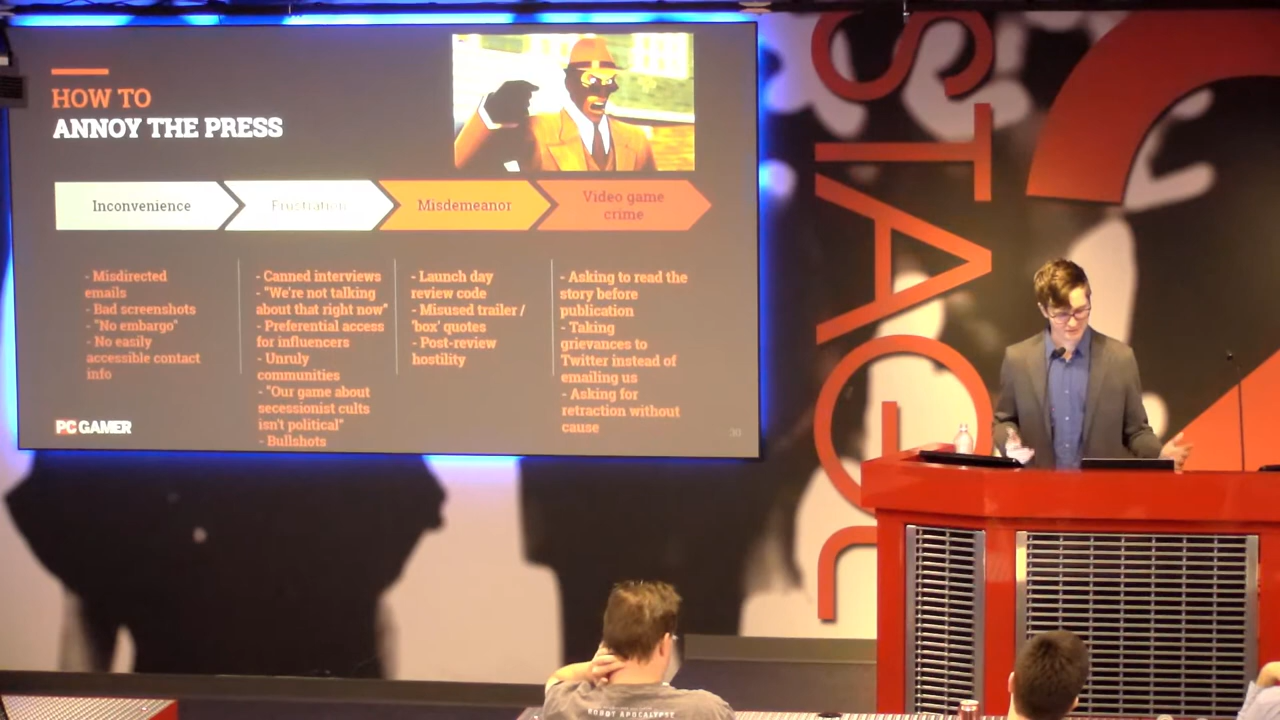 HOW TO
ANNOY THE PRESS
Inconvenience
Frustration
Misdemeanor
Video game
crime
- Misdirected
emails
- Bad screenshots
- "No embargo"
- No easily
accessible contact
info
- Canned interviews
- "We're not talking
about that right now"
- Preferential access
for influencers
- Unruly
communities
- "Our game about
secessionist cults
isn't political"
- Bullshots
- Launch day
review code
- Misused trailer /
'box' quotes
- Post-review
hostility
- Asking to read the
story before
publication
- Taking
grievances to
Twitter instead of
emailing us
- Asking for
retraction without
cause
PC GAMER
30
ROBOT APOCALYPSE